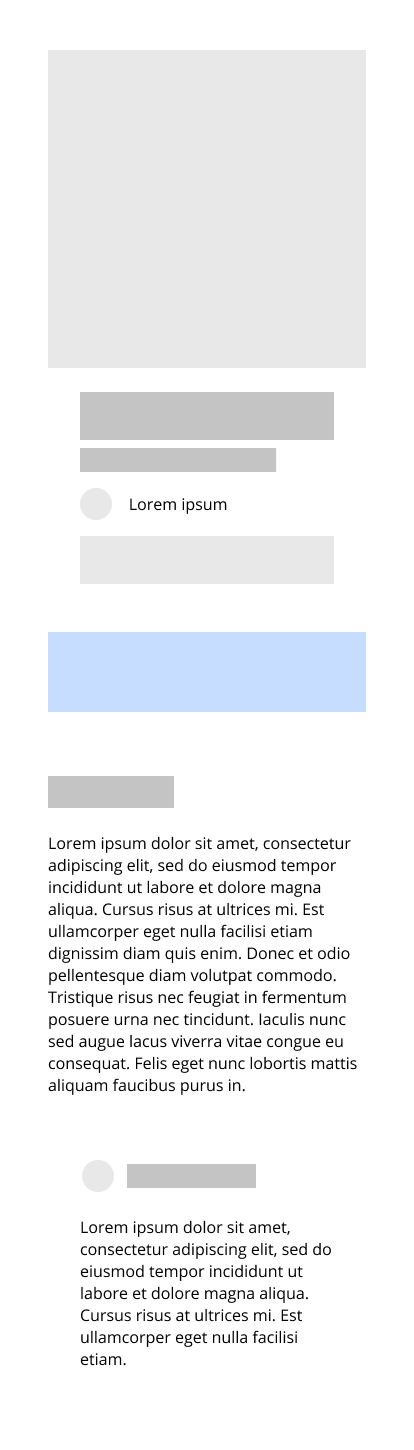 Lorem ipsum
Lorem ipsum dolor sit amet, consectetur
adipiscing elit, sed do eiusmod tempor
incididunt ut labore et dolore magna
aliqua. Cursus risus at ultrices mi. Est
ullamcorper eget nulla facilisi etiam
dignissim diam quis enim. Donec et odio
pellentesque diam volutpat commodo.
Tristique risus nec feugiat in fermentum
posuere urna nec tincidunt. Iaculis nunc
sed augue lacus viverra vitae congue eu
consequat. Felis eget nunc lobortis mattis
aliquam faucibus purus in.
Lorem ipsum dolor sit amet,
consectetur adipiscing elit, sed do
eiusmod tempor incididunt ut
labore et dolore magna aliqua.
Cursus risus at ultrices mi. Est
ullamcorper eget nulla facilisi
etiam.